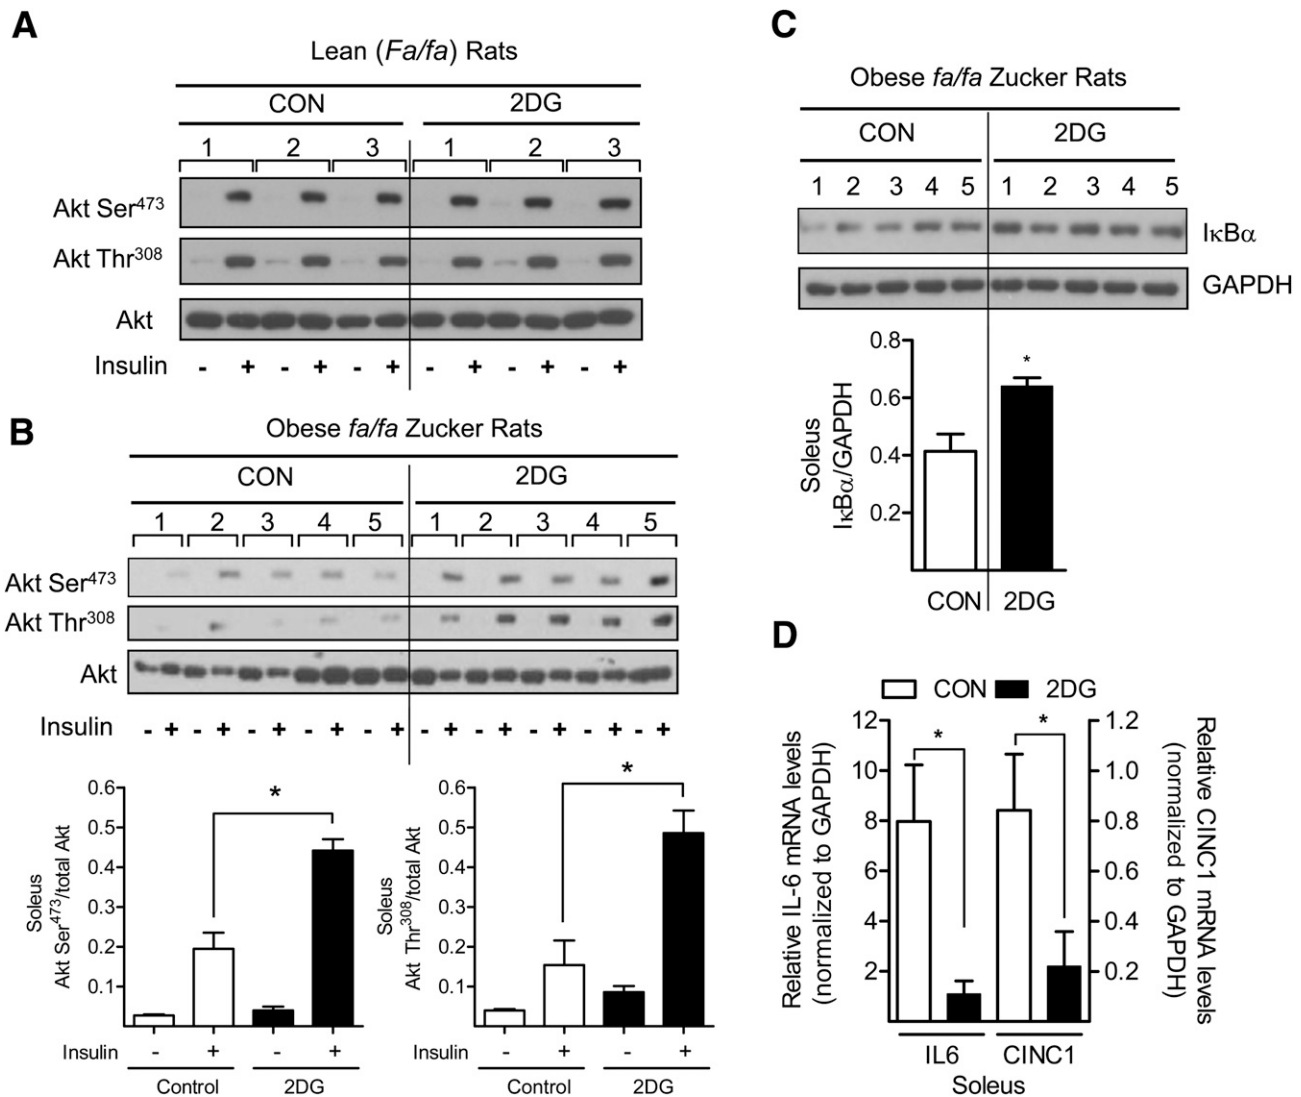 A
Lean (Fa/fa) Rats
CON 2DG
1 2 3 1 2 3
Akt Ser473
Akt Thr308
Akt
Insulin - + - + - + - + - + - +
B
Obese fa/fa Zucker Rats
CON 2DG
1 2 3 4 5 1 2 3 4 5
Akt Ser473
Akt Thr308
Akt
Insulin - + - + - + - + - + - + - + - + - + - +
Soleus
Akt Ser473/total Akt
0.6
0.5
0.4
0.3
0.2
0.1
*
Insulin - + - +
Control 2DG
Soleus
Akt Thr308/total Akt
0.6
0.5
0.4
0.3
0.2
0.1
*
Insulin - + - +
Control 2DG
C
Obese fa/fa Zucker Rats
CON 2DG
1 2 3 4 5 1 2 3 4 5
IκBα
GAPDH
Soleus
IκBα/GAPDH
0.8
0.6
0.4
0.2
*
CON 2DG
D
CON 2DG
Relative IL-6 mRNA levels
(normalized to GAPDH)
12
10
8
6
4
2
* *
1.2
1.0
0.8
0.6
0.4
0.2
Relative CINC1 mRNA levels
(normalized to GAPDH)
IL6 CINC1
Soleus